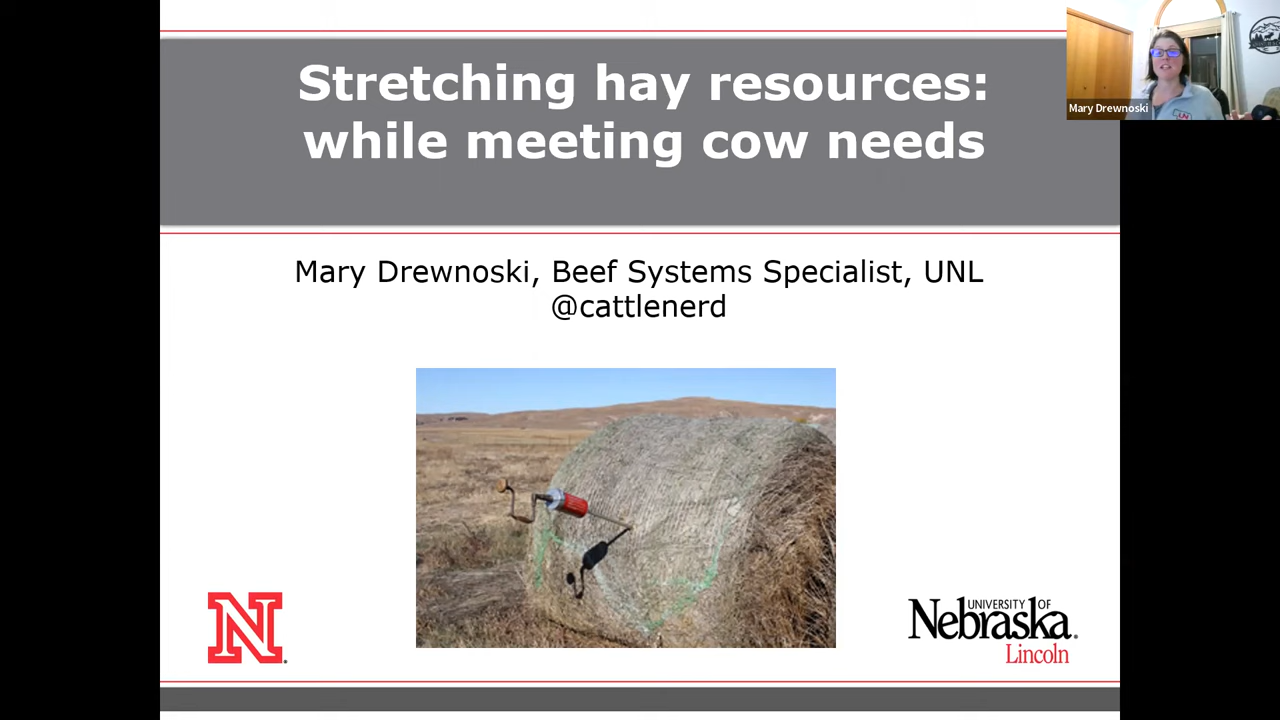 Stretching hay resources:
while meeting cow needs
Mary Drewnoski
Mary Drewnoski, Beef Systems Specialist, UNL
@cattlenerd
N
UNIVERSITY OF
Nebraska
Lincoln